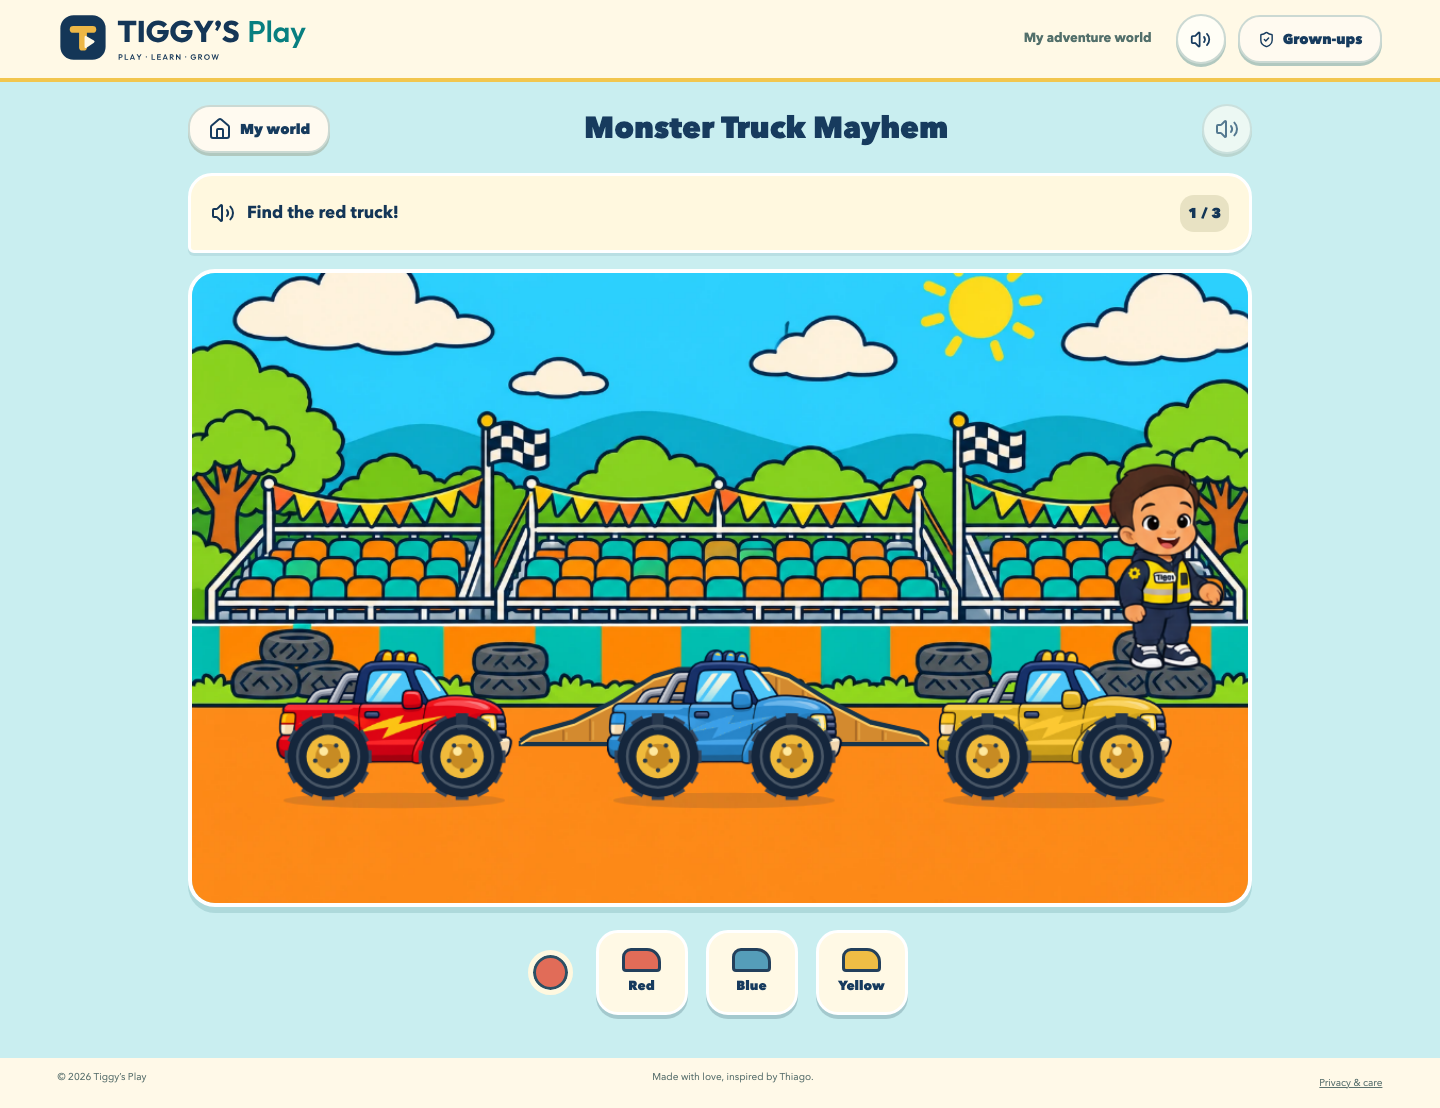 TIGGY'S Play
PLAY · LEARN · GROW
My adventure world
Grown-ups
My world
Monster Truck Mayhem
Find the red truck!
1 / 3
Tiggy
Red
Blue
Yellow
© 2026 Tiggy's Play
Made with love, inspired by Thiago.
Privacy & care